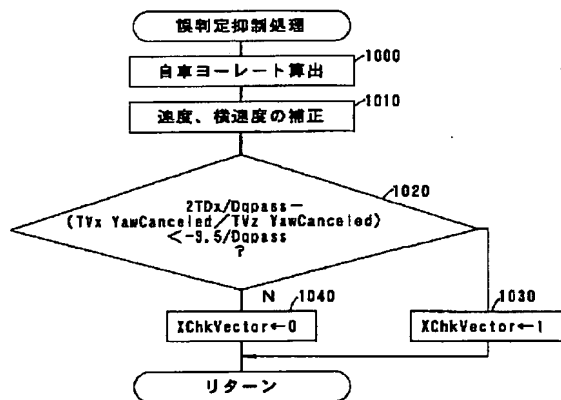 誤判定抑制処理
1000
自車ヨーレート算出
1010
速度、横速度の補正
1020
2TDx/Dqpass－
(TVx YawCanceled/TVz YawCanceled)
<-3.5/Dqpass
?
N
1040
XChkVector←0
1030
XChkVector←1
リターン